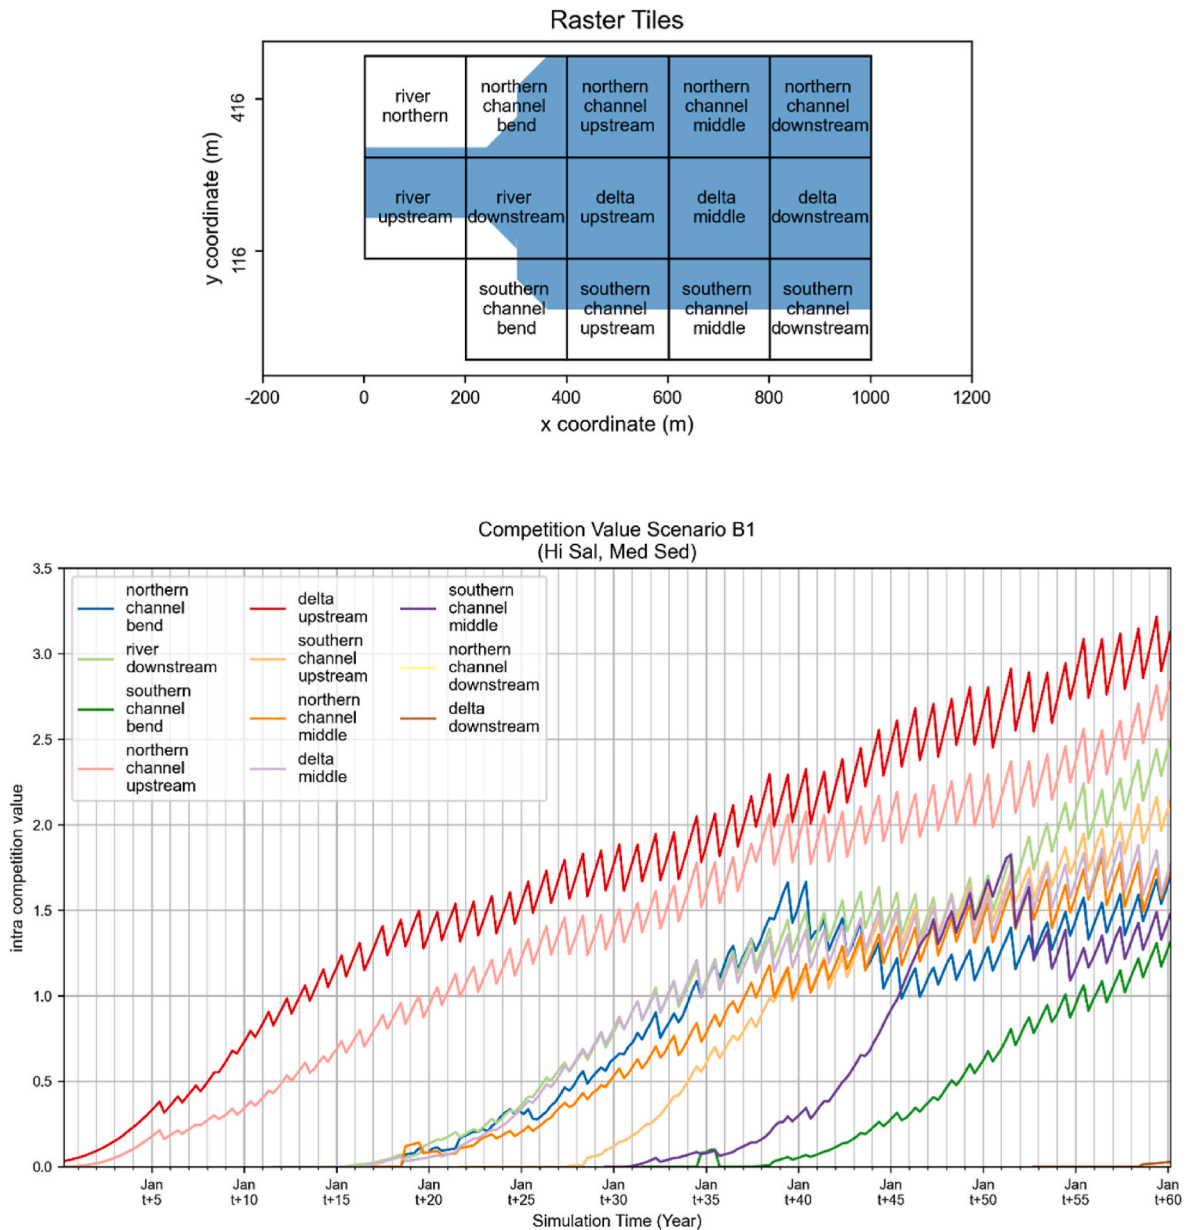 Raster Tiles
y coordinate (m)
416
116
river
northern
northern
channel
bend
northern
channel
upstream
northern
channel
middle
northern
channel
downstream
river
upstream
river
downstream
delta
upstream
delta
middle
delta
downstream
southern
channel
bend
southern
channel
upstream
southern
channel
middle
southern
channel
downstream
-200 0 200 400 600 800 1000 1200
x coordinate (m)
Competition Value Scenario B1
(Hi Sal, Med Sed)
intra competition value
3.5
3.0
2.5
2.0
1.5
1.0
0.5
0.0
northern
channel
bend
river
downstream
southern
channel
bend
northern
channel
upstream
delta
upstream
southern
channel
upstream
northern
channel
middle
delta
middle
southern
channel
middle
northern
channel
downstream
delta
downstream
Jan Jan Jan Jan Jan Jan Jan Jan Jan Jan Jan Jan
t+5 t+10 t+15 t+20 t+25 t+30 t+35 t+40 t+45 t+50 t+55 t+60
Simulation Time (Year)